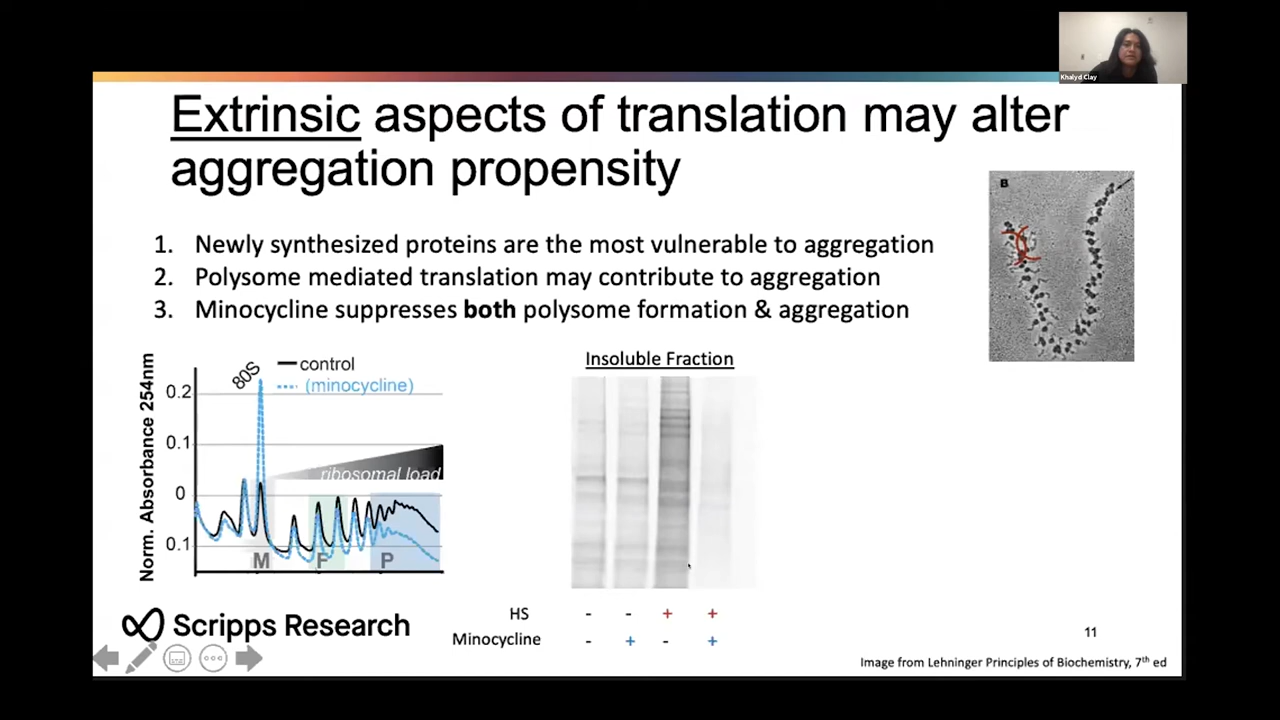 Khalyd Clay
Extrinsic aspects of translation may alter
aggregation propensity
B
1. Newly synthesized proteins are the most vulnerable to aggregation
2. Polysome mediated translation may contribute to aggregation
3. Minocycline suppresses both polysome formation & aggregation
Norm. Absorbance 254nm
0.2
0.1
0
0.1
80S
control
(minocycline)
ribosomal load
M
F
P
Insoluble Fraction
HS - - + +
Minocycline - + - +
Scripps Research
11
Image from Lehninger Principles of Biochemistry, 7th ed